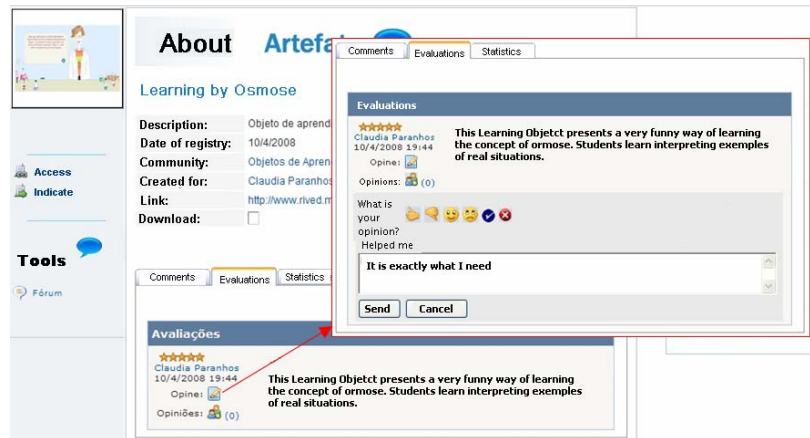 About Artefat
Learning by Osmose
Description: Objeto de aprend
Date of registry: 10/4/2008
Community: Objetos de Apren
Created for: Claudia Paranhos
Link: http://www.rived.m
Download:
Access
Indicate
Tools
Fórum
Comments Evaluations Statistics
Avaliações
Claudia Paranhos
10/4/2008 19:44
Opine:
Opiniões: (0)
This Learning Objetct presents a very funny way of learning
the concept of ormose. Students learn interpreting exemples
of real situations.
Comments Evaluations Statistics
Evaluations
Claudia Paranhos
10/4/2008 19:44
Opine:
Opinions: (0)
This Learning Objetct presents a very funny way of learning
the concept of ormose. Students learn interpreting exemples
of real situations.
What is
your
opinion?
Helped me
It is exactly what I need
Send Cancel